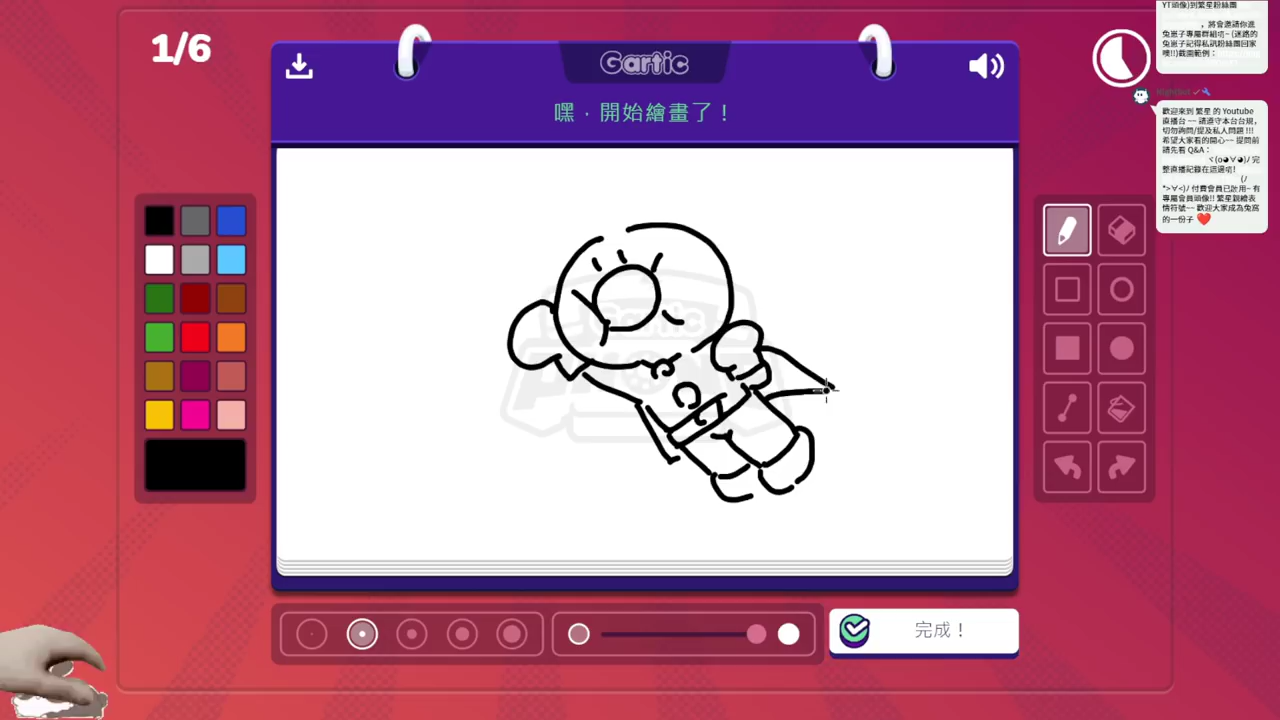 1/6
Gartic
嘿，開始繪畫了！
完成！
YT頭像)到繁星粉絲團
，將會邀請你進
兔崽子專屬群組唷~ (迷路的
兔崽子記得私訊粉絲團回家
噢!!)截圖範例：
歡迎來到 繁星 的 Youtube
直播台 ~~ 請遵守本台台規,
切勿詢問/提及私人問題 !!!
希望大家看的開心~~ 提問前
請先看 Q&A：
ヾ(o◕∀◕)ﾉ 完
整直播記錄在這邊唷!
(ﾉ
*>∀<)ﾉ 付費會員已啟用~ 有
專屬會員頭像!! 繁星親繪表
情符號~~ 歡迎大家成為兔窩
的一份子 ❤️